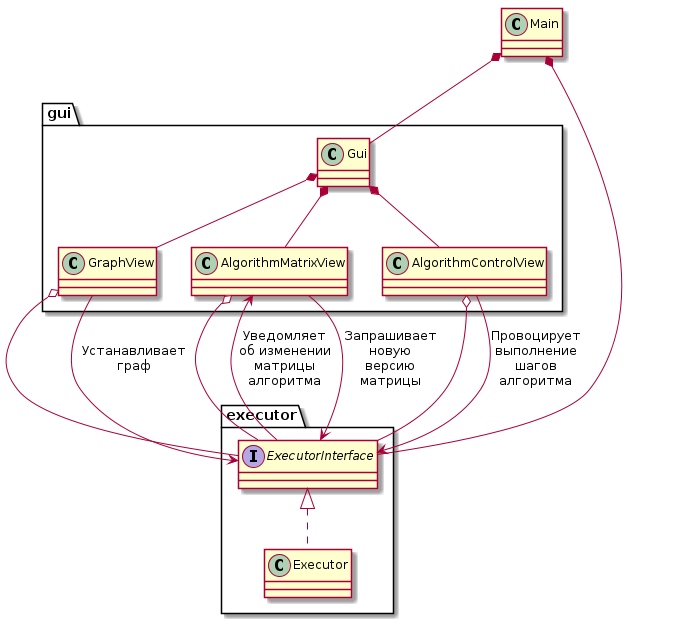 C Main
gui
C Gui
C GraphView
C AlgorithmMatrixView
C AlgorithmControlView
Устанавливает
граф
Уведомляет
об изменении
матрицы
алгоритма
Запрашивает
новую
версию
матрицы
Провоцирует
выполнение
шагов
алгоритма
executor
I ExecutorInterface
C Executor